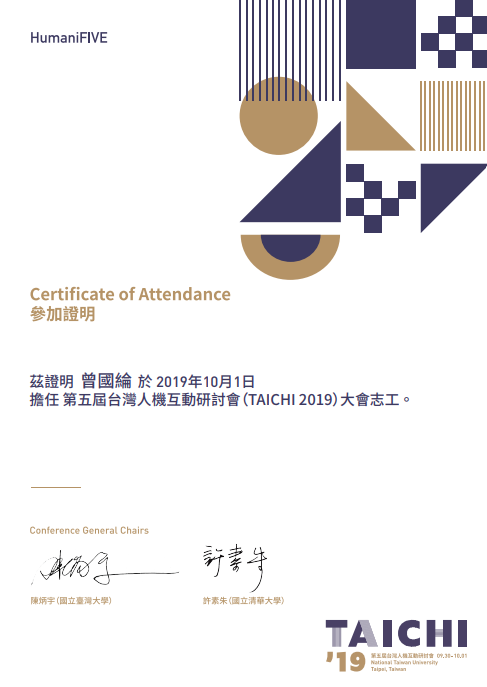 HumaniFIVE
Certificate of Attendance
參加證明
茲證明 曾國綸 於 2019年10月1日
擔任 第五屆台灣人機互動研討會(TAICHI 2019)大會志工。
Conference General Chairs
許素朱
陳炳宇(國立臺灣大學)
許素朱(國立清華大學)
TAICHI
'19
第五屆台灣人機互動研討會 09.30-10.01
National Taiwan University
Taipei, Taiwan